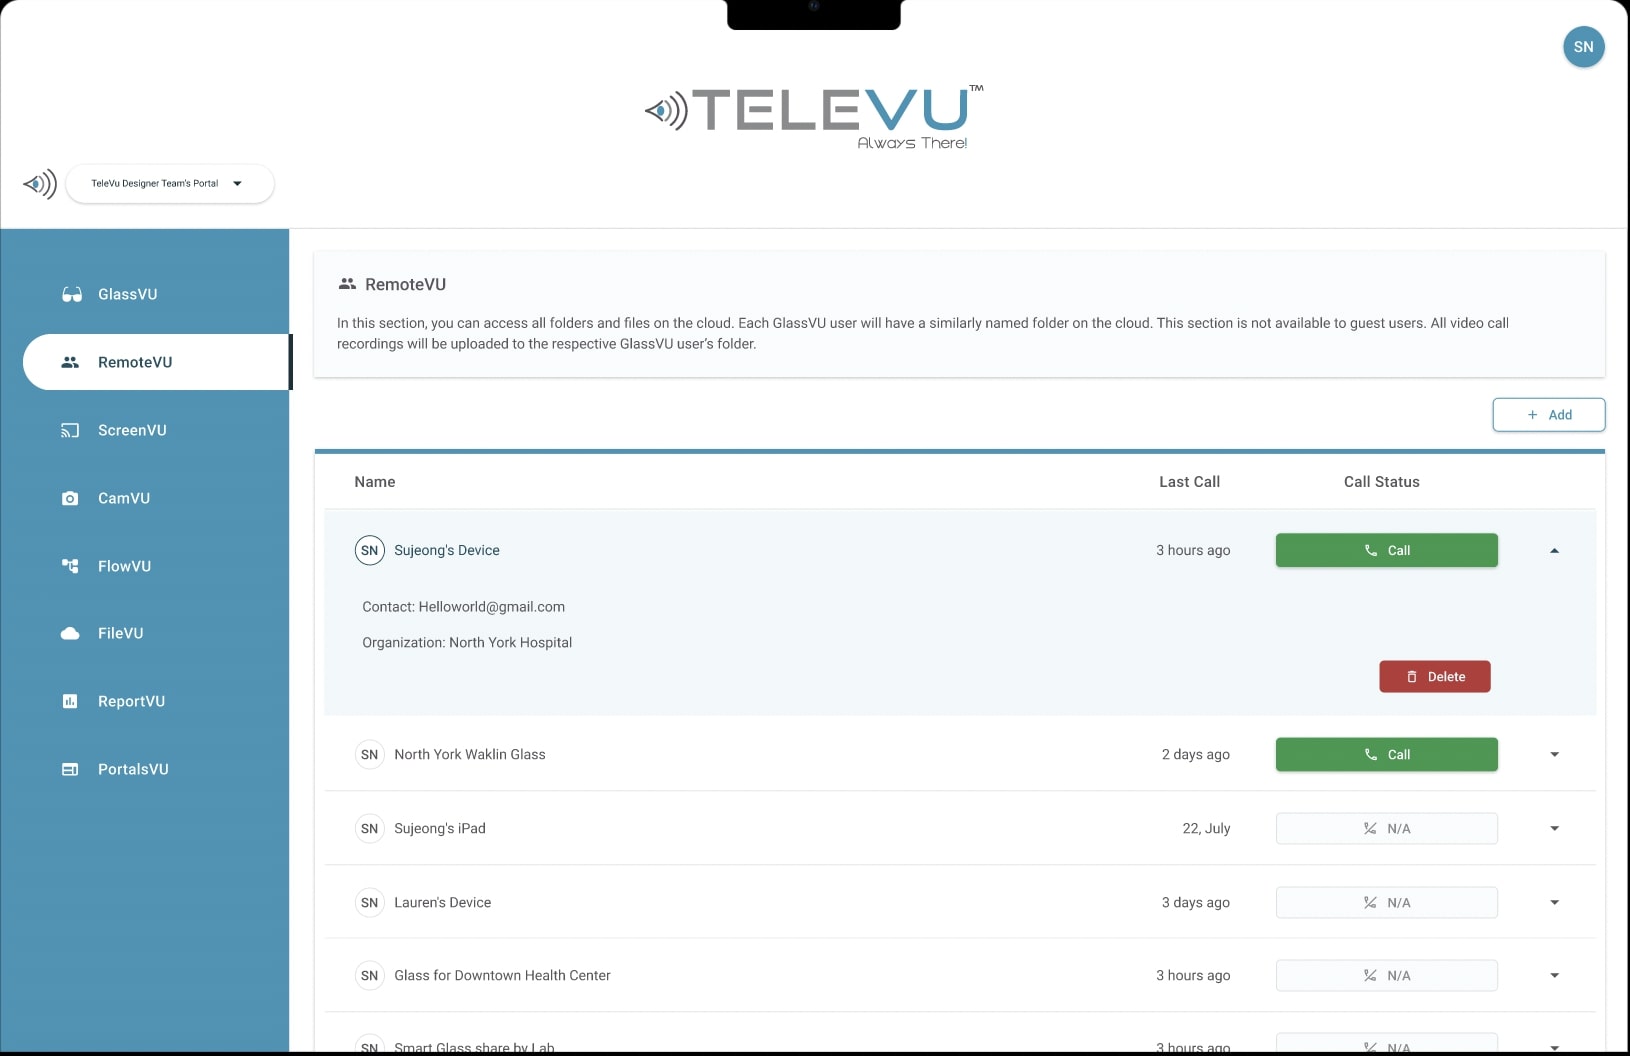 SN
TELEVU™
Always There!
TeleVu Designer Team's Portal
GlassVU
RemoteVU
ScreenVU
CamVU
FlowVU
FileVU
ReportVU
PortalsVU
RemoteVU
In this section, you can access all folders and files on the cloud. Each GlassVU user will have a similarly named folder on the cloud. This section is not available to guest users. All video call
recordings will be uploaded to the respective GlassVU user's folder.
+ Add
Name Last Call Call Status
SN Sujeong's Device 3 hours ago Call
Contact: Helloworld@gmail.com
Organization: North York Hospital
Delete
SN North York Waklin Glass 2 days ago Call
SN Sujeong's iPad 22, July N/A
SN Lauren's Device 3 days ago N/A
SN Glass for Downtown Health Center 3 hours ago N/A
SN Smart Glass share by Lab 3 hours ago N/A